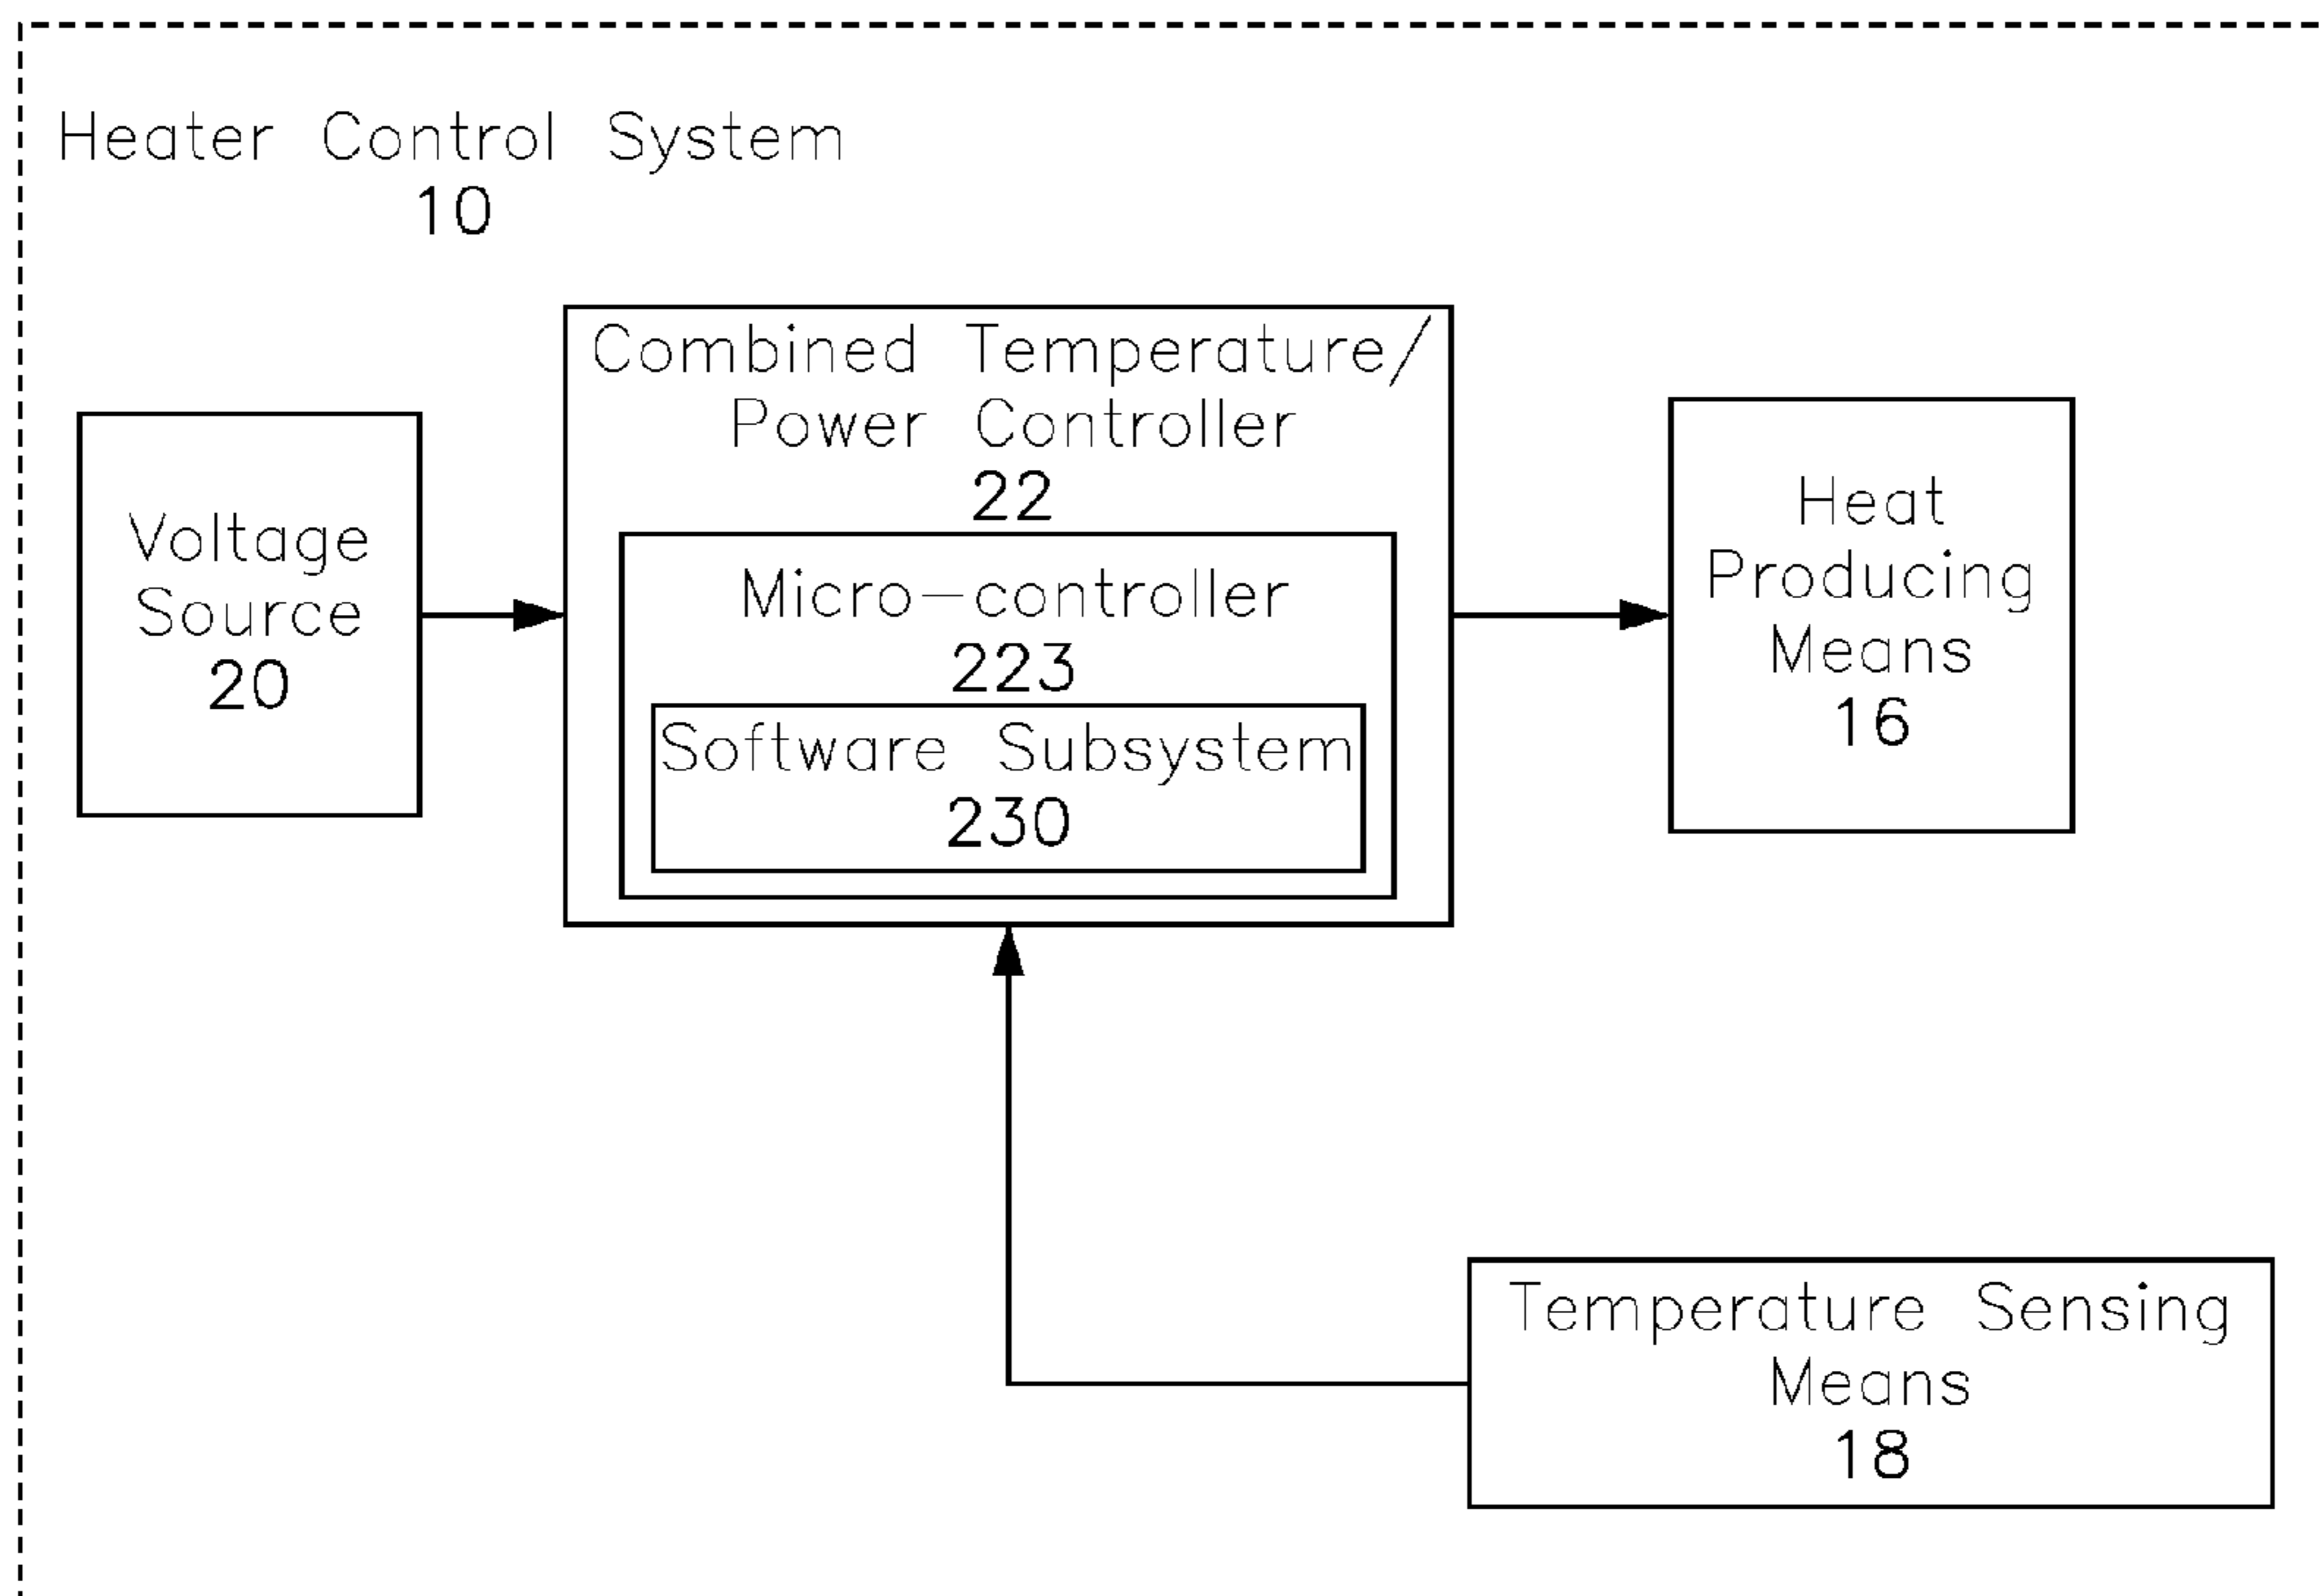 Heater Control System
10
Combined Temperature/
Power Controller
22
Voltage
Source
20
Micro-controller
223
Software Subsystem
230
Heat
Producing
Means
16
Temperature Sensing
Means
18